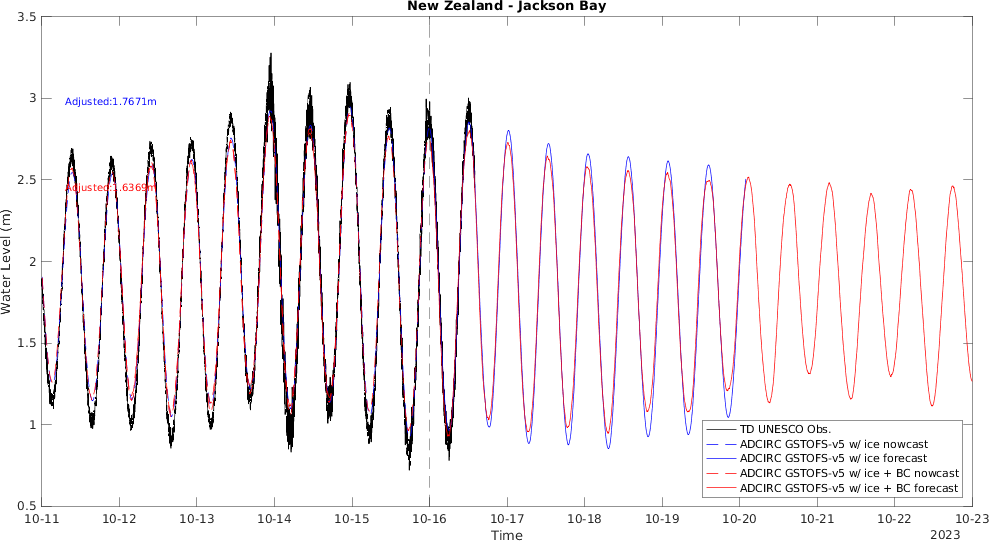 New Zealand - Jackson Bay
3.5
3
2.5
2
1.5
1
0.5
Water Level (m)
Adjusted:1.7671m
Adjusted:1.6369m
TD UNESCO Obs.
ADCIRC GSTOFS-v5 w/ ice nowcast
ADCIRC GSTOFS-v5 w/ ice forecast
ADCIRC GSTOFS-v5 w/ ice + BC nowcast
ADCIRC GSTOFS-v5 w/ ice + BC forecast
10-11 10-12 10-13 10-14 10-15 10-16 10-17 10-18 10-19 10-20 10-21 10-22 10-23
Time
2023